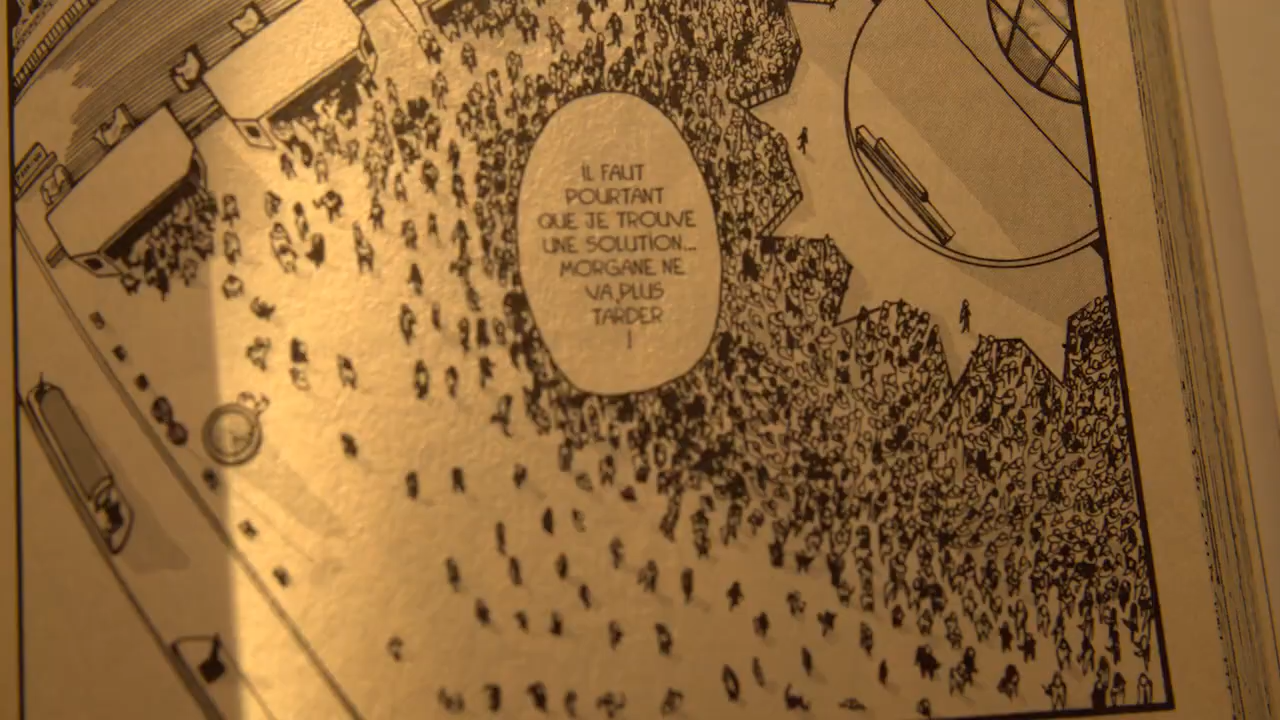 IL FAUT
POURTANT
QUE JE TROUVE
UNE SOLUTION...
MORGANE NE
VA PLUS
TARDER
!